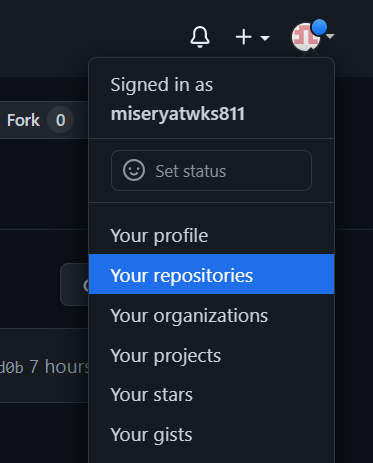 Fork 0
Signed in as
miseryatwks811
Set status
Your profile
Your repositories
Your organizations
Your projects
d0b 7 hours
Your stars
Your gists